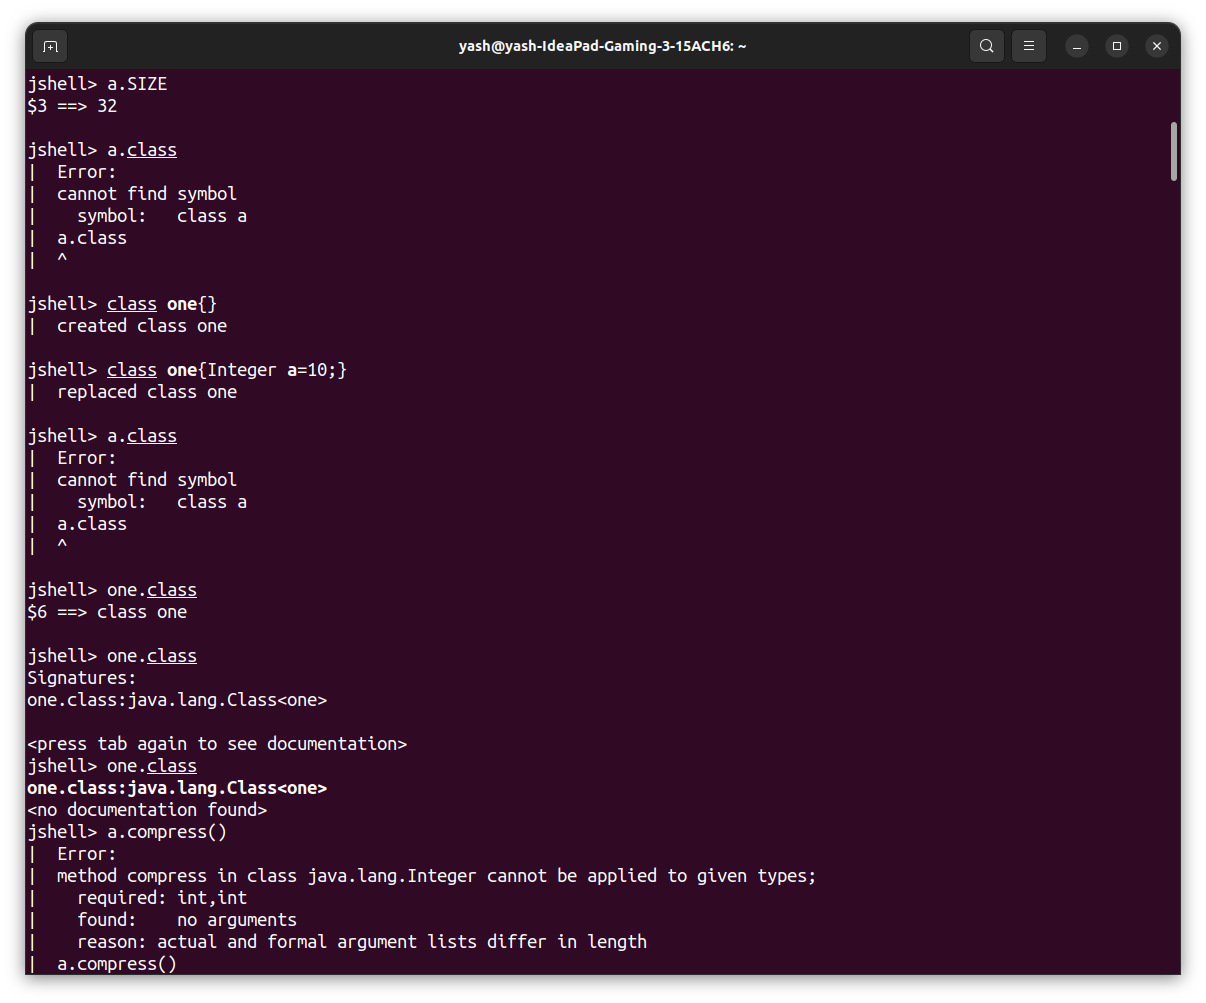 yash@yash-IdeaPad-Gaming-3-15ACH6: ~
jshell> a.SIZE
$3 ==> 32
jshell> a.class
|  Error:
|  cannot find symbol
|    symbol:   class a
|  a.class
|  ^
jshell> class one{}
|  created class one
jshell> class one{Integer a=10;}
|  replaced class one
jshell> a.class
|  Error:
|  cannot find symbol
|    symbol:   class a
|  a.class
|  ^
jshell> one.class
$6 ==> class one
jshell> one.class
Signatures:
one.class:java.lang.Class<one>
<press tab again to see documentation>
jshell> one.class
one.class:java.lang.Class<one>
<no documentation found>
jshell> a.compress()
|  Error:
|  method compress in class java.lang.Integer cannot be applied to given types;
|    required: int,int
|    found:    no arguments
|    reason: actual and formal argument lists differ in length
|  a.compress()